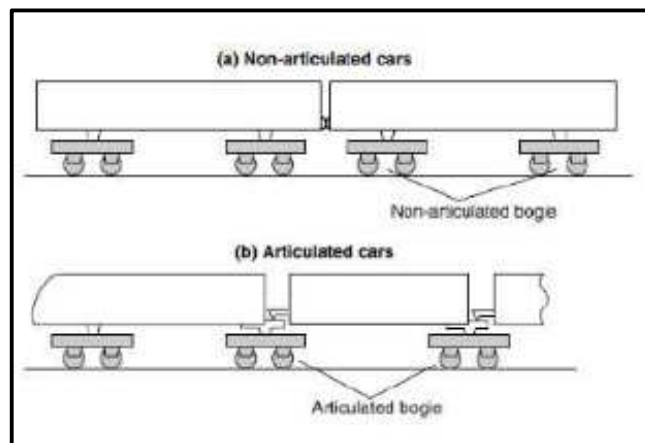 (a) Non-articulated cars
Non-articulated bogie
(b) Articulated cars
Articulated bogie